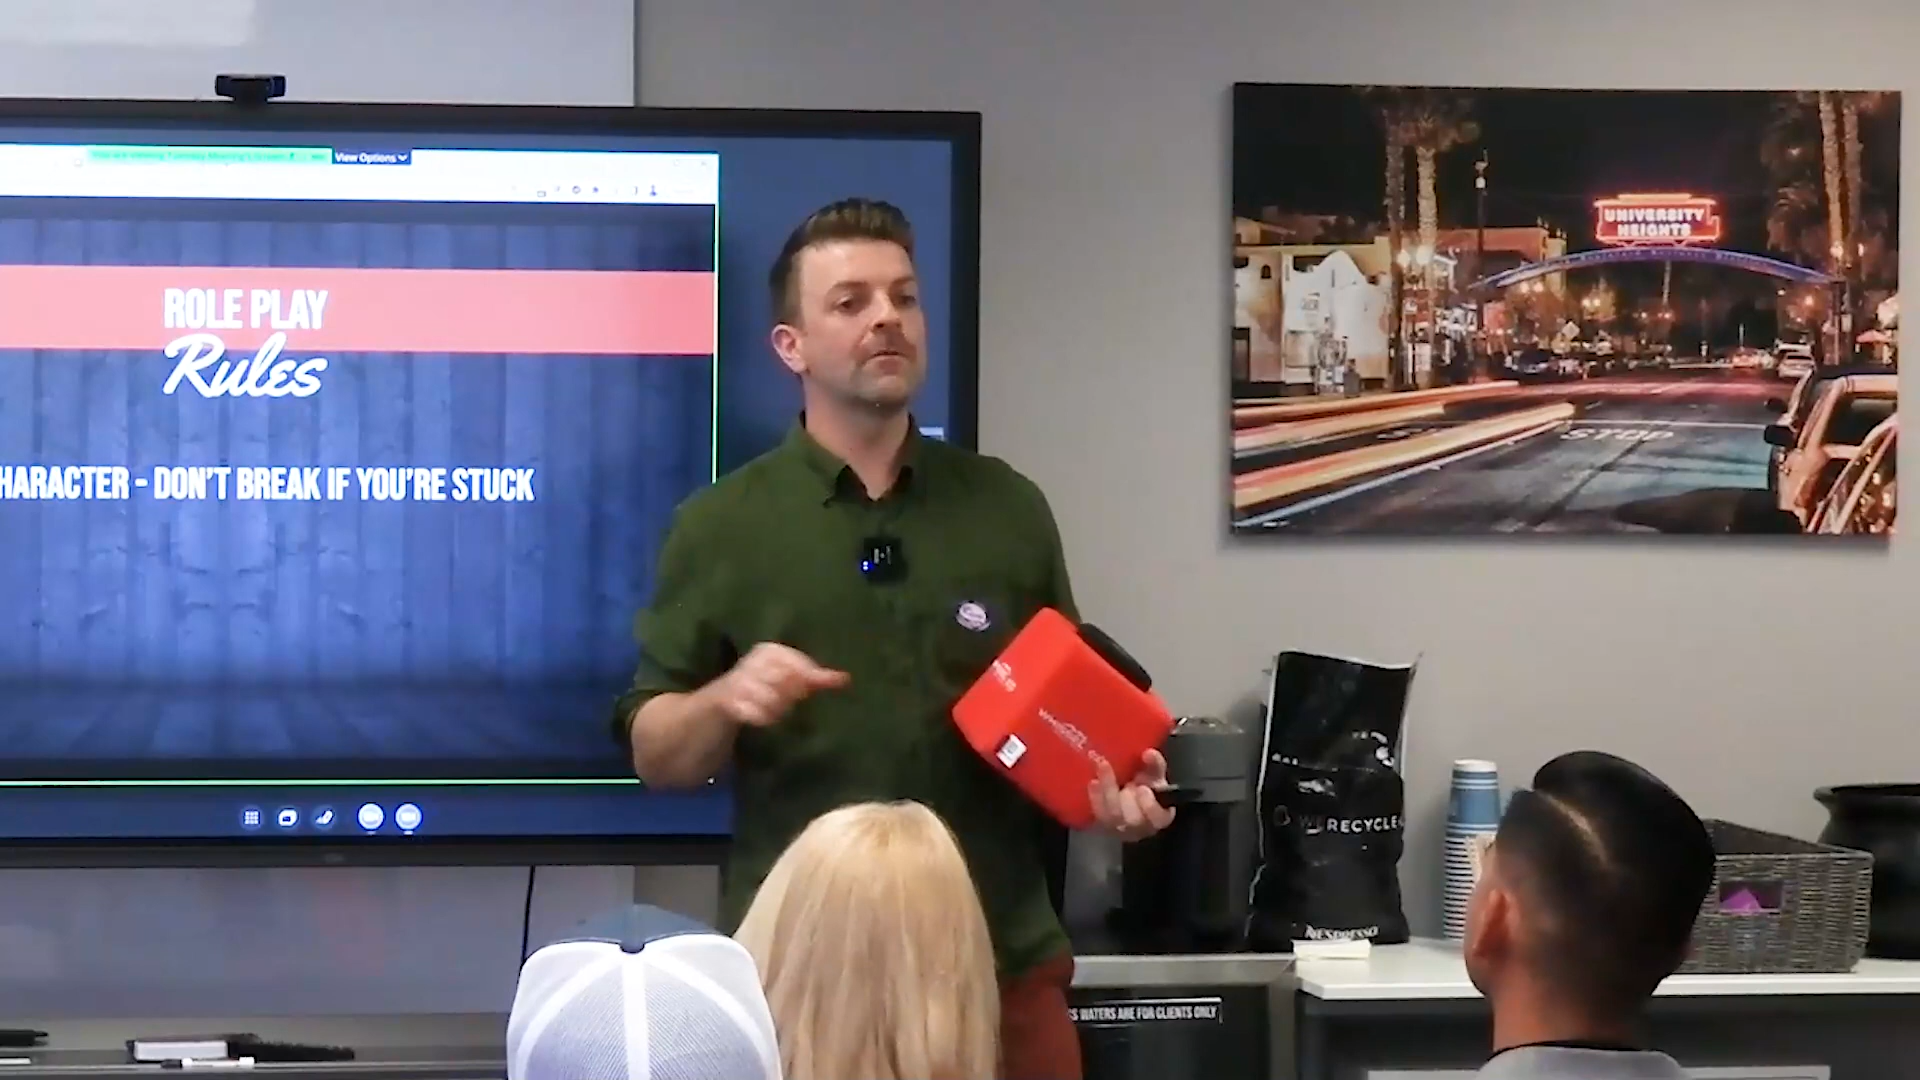 View Options
ROLE PLAY
Rules
HARACTER - DON'T BREAK IF YOU'RE STUCK
UNIVERSITY
HEIGHTS
STOP
RECYCLE
NESPRESSO
WATERS ARE FOR CLIENTS ONLY